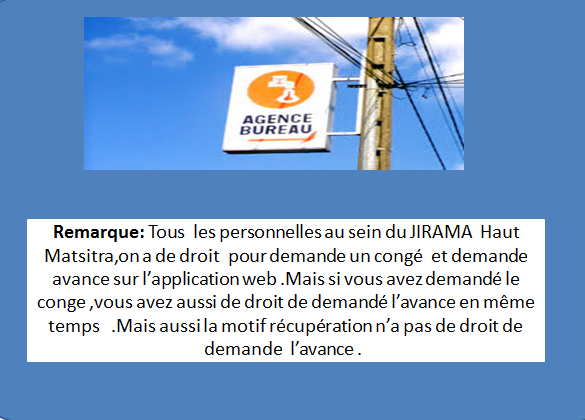 AGENCE
BUREAU
Remarque: Tous les personnelles au sein du JIRAMA Haut
Matsitra,on a de droit pour demande un congé et demande
avance sur l'application web .Mais si vous avez demandé le
conge ,vous avez aussi de droit de demandé l'avance en même
temps .Mais aussi la motif récupération n'a pas de droit de
demande l'avance .